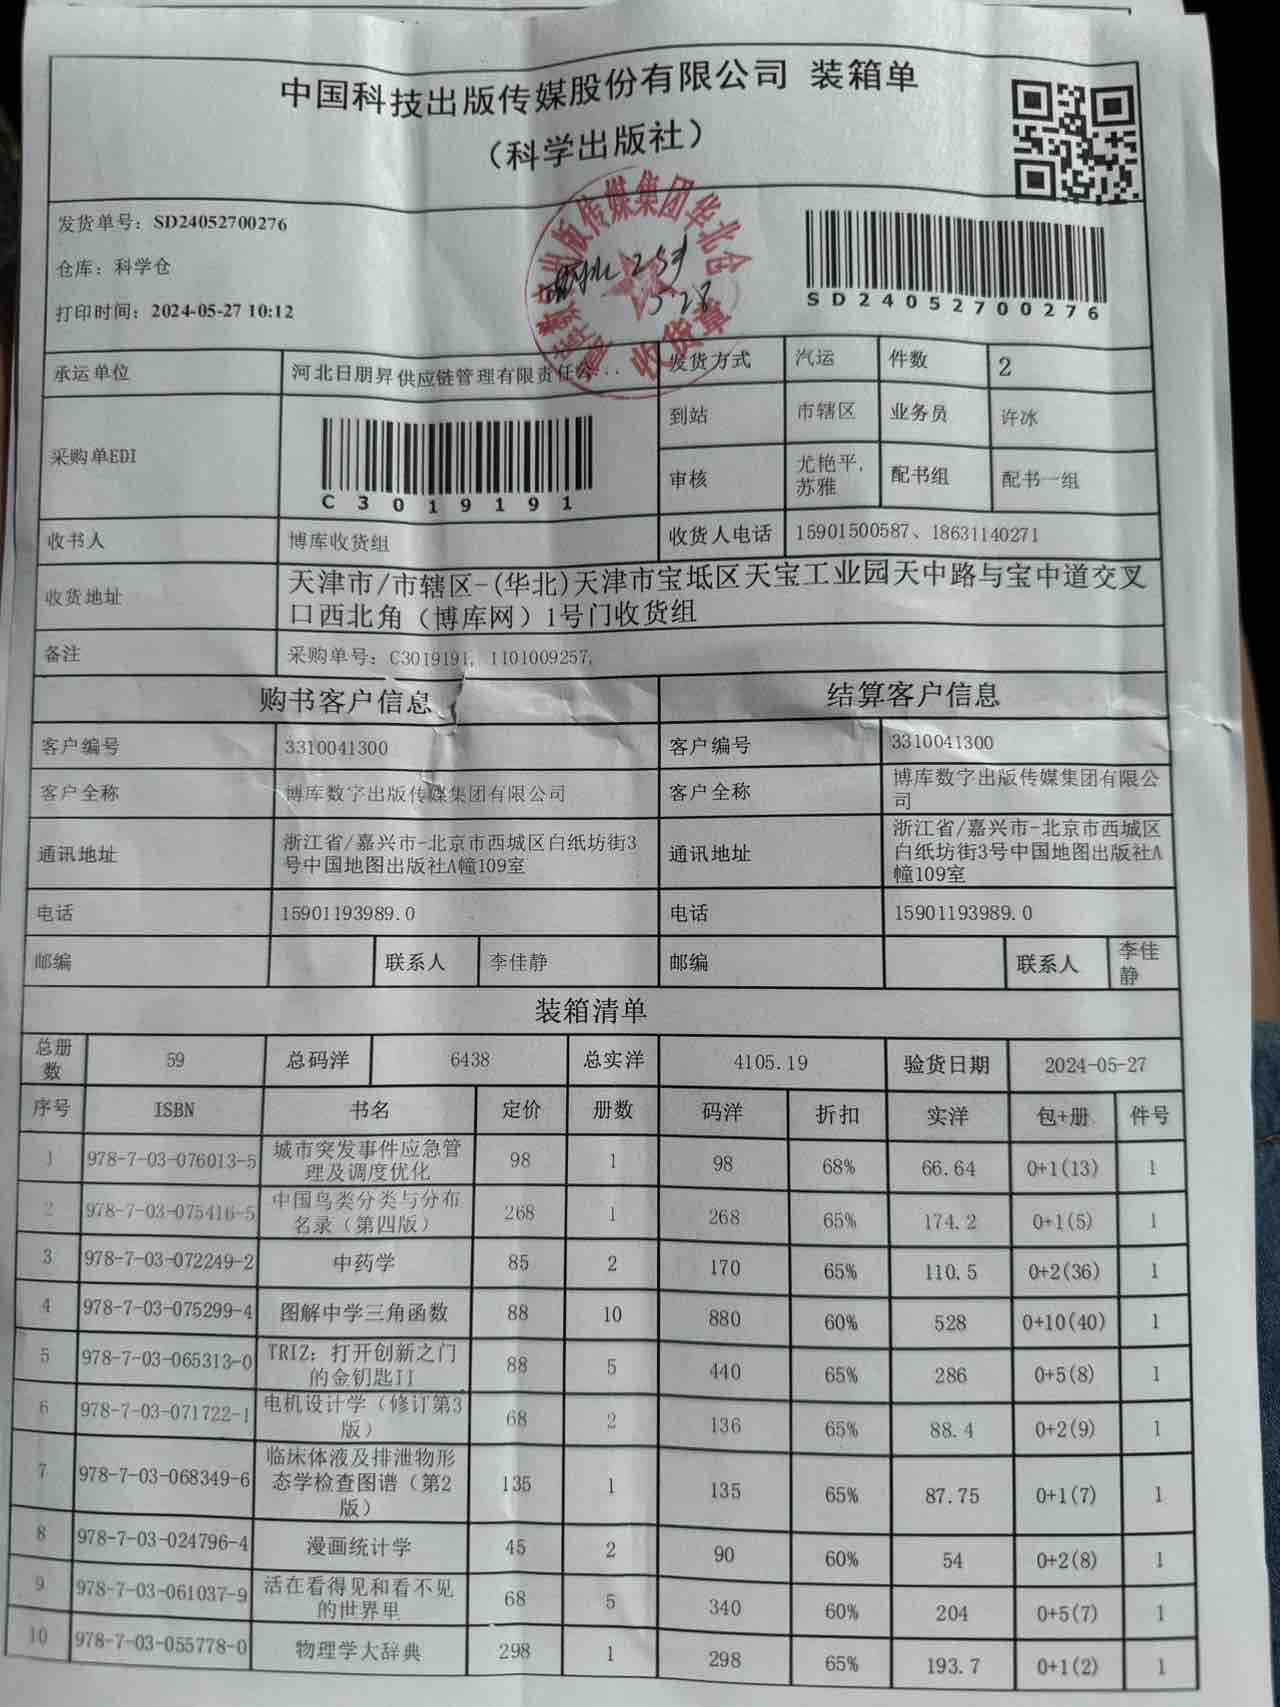 中国科技出版传媒股份有限公司 装箱单
（科学出版社）
发货单号：SD24052700276
仓库：科学仓
打印时间：2024-05-27 10:12
SD24052700276
出版传媒集团华北仓
收货章
528
承运单位 河北日朋昇供应链管理有限责任公... 发货方式 汽运 件数 2
采购单EDI C3019191 到站 市辖区 业务员 许冰
审核 尤艳平,苏雅 配书组 配书一组
收书人 博库收货组 收货人电话 15901500587、18631140271
收货地址 天津市/市辖区-(华北)天津市宝坻区天宝工业园天中路与宝中道交叉
口西北角（博库网）1号门收货组
备注 采购单号：C3019191, 1101009257,
购书客户信息 结算客户信息
客户编号 3310041300 客户编号 3310041300
客户全称 博库数字出版传媒集团有限公司 客户全称 博库数字出版传媒集团有限公司
通讯地址 浙江省/嘉兴市-北京市西城区白纸坊街3号中国地图出版社A幢109室 通讯地址 浙江省/嘉兴市-北京市西城区白纸坊街3号中国地图出版社A幢109室
电话 15901193989.0 电话 15901193989.0
邮编 联系人 李佳静 邮编 联系人 李佳静
装箱清单
总册数 59 总码洋 6438 总实洋 4105.19 验货日期 2024-05-27
序号 ISBN 书名 定价 册数 码洋 折扣 实洋 包+册 件号
1 978-7-03-076013-5 城市突发事件应急管理及调度优化 98 1 98 68% 66.64 0+1(13) 1
2 978-7-03-075416-5 中国鸟类分类与分布名录（第四版） 268 1 268 65% 174.2 0+1(5) 1
3 978-7-03-072249-2 中药学 85 2 170 65% 110.5 0+2(36) 1
4 978-7-03-075299-4 图解中学三角函数 88 10 880 60% 528 0+10(40) 1
5 978-7-03-065313-0 TRIZ：打开创新之门的金钥匙II 88 5 440 65% 286 0+5(8) 1
6 978-7-03-071722-1 电机设计学（修订第3版） 68 2 136 65% 88.4 0+2(9) 1
7 978-7-03-068349-6 临床体液及排泄物形态学检查图谱（第2版） 135 1 135 65% 87.75 0+1(7) 1
8 978-7-03-024796-4 漫画统计学 45 2 90 60% 54 0+2(8) 1
9 978-7-03-061037-9 活在看得见和看不见的世界里 68 5 340 60% 204 0+5(7) 1
10 978-7-03-055778-0 物理学大辞典 298 1 298 65% 193.7 0+1(2) 1